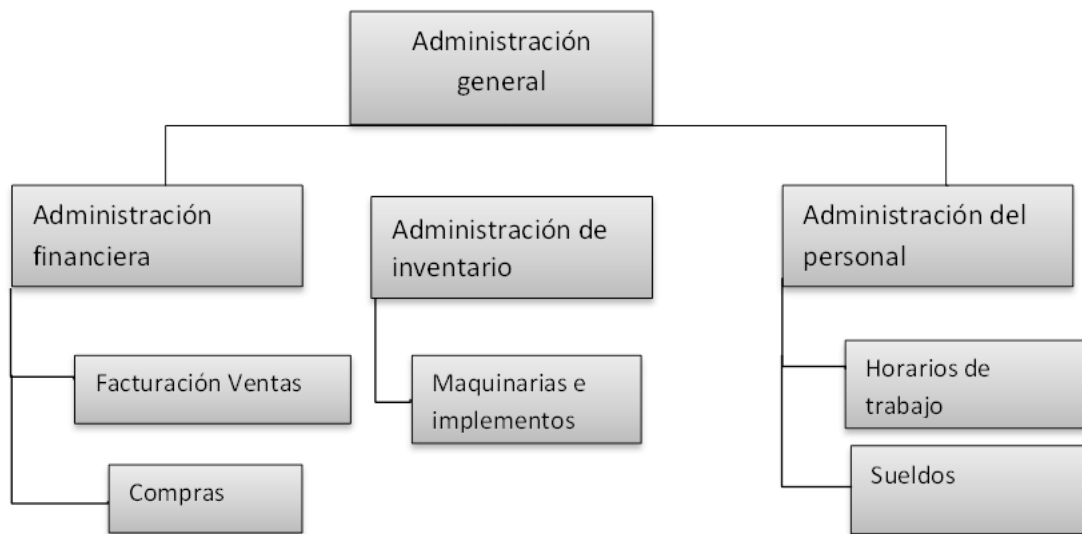 Administración
general
Administración
financiera
Administración de
inventario
Administración del
personal
Facturación Ventas
Maquinarias e
implementos
Horarios de
trabajo
Compras
Sueldos